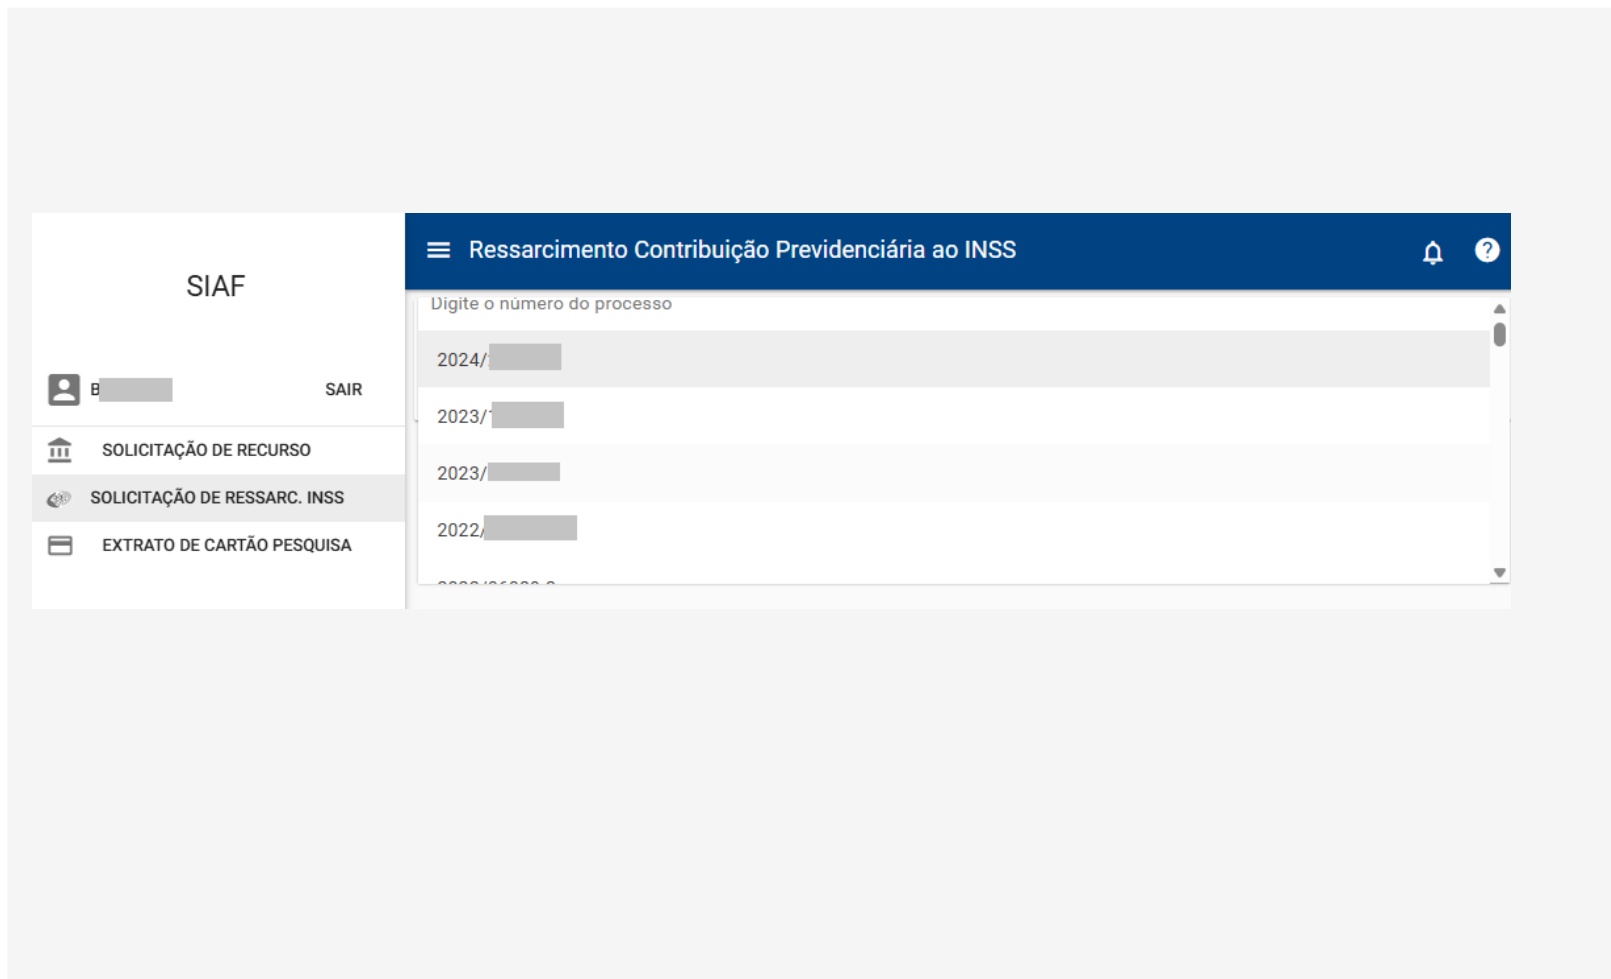 SIAF
B
SAIR
SOLICITAÇÃO DE RECURSO
SOLICITAÇÃO DE RESSARC. INSS
EXTRATO DE CARTÃO PESQUISA
Ressarcimento Contribuição Previdenciária ao INSS
?
Digite o número do processo
2024/
2023/
2023/
2022/